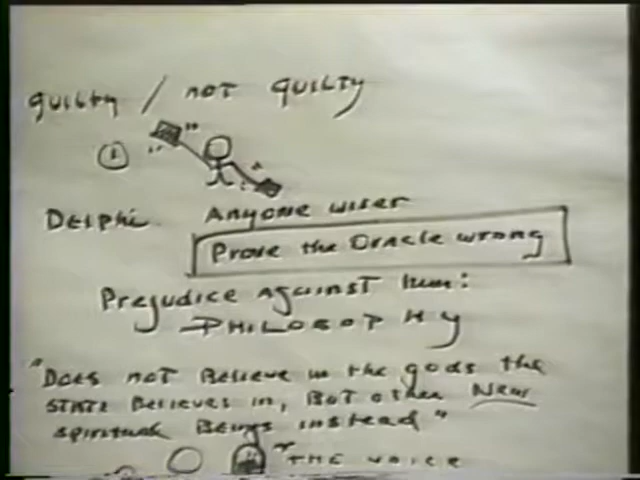 guilty / not guilty
1
Delphi. Anyone wiser
Prove the Oracle wrong
Prejudice against him:
PHILOSOPHY
"Does not believe in the gods the
STATE Believes in, But other New
spiritual Beings instead"
"THE VOICE